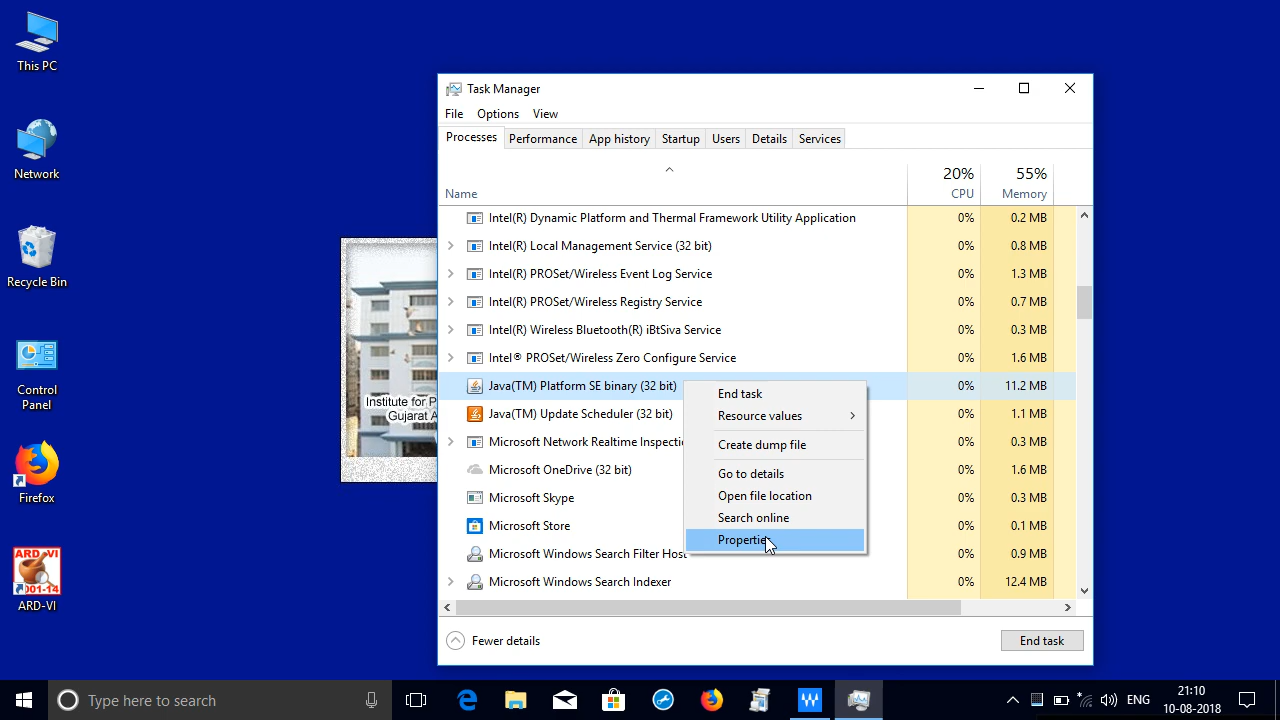 This PC
Network
Recycle Bin
Control
Panel
Firefox
ARD-VI
001-14
ARD-VI
Institute for
Gujarat
Task Manager
File Options View
Processes Performance App history Startup Users Details Services
20% 55%
Name CPU Memory
Intel(R) Dynamic Platform and Thermal Framework Utility Application 0% 0.2 MB
Intel(R) Local Management Service (32 bit) 0% 0.8 MB
Intel(R) PROSet/Wireless Event Log Service 0% 1.3 MB
Intel(R) PROSet/Wireless Registry Service 0% 0.7 MB
Intel(R) Wireless Bluetooth(R) iBtSiva Service 0% 0.3 MB
Intel® PROSet/Wireless Zero Configure Service 0% 1.6 MB
Java(TM) Platform SE binary (32 bit) 0% 11.2 MB
Java(TM) Update Scheduler (32 bit) 0% 1.1 MB
Microsoft Network Realtime Inspectio 0% 0.3 MB
Microsoft OneDrive (32 bit) 0% 1.6 MB
Microsoft Skype 0% 0.3 MB
Microsoft Store 0% 0.1 MB
Microsoft Windows Search Filter Host 0% 0.9 MB
Microsoft Windows Search Indexer 0% 12.4 MB
End task
Resource values
Create dump file
Go to details
Open file location
Search online
Properties
Fewer details End task
Type here to search
ENG
21:10
10-08-2018